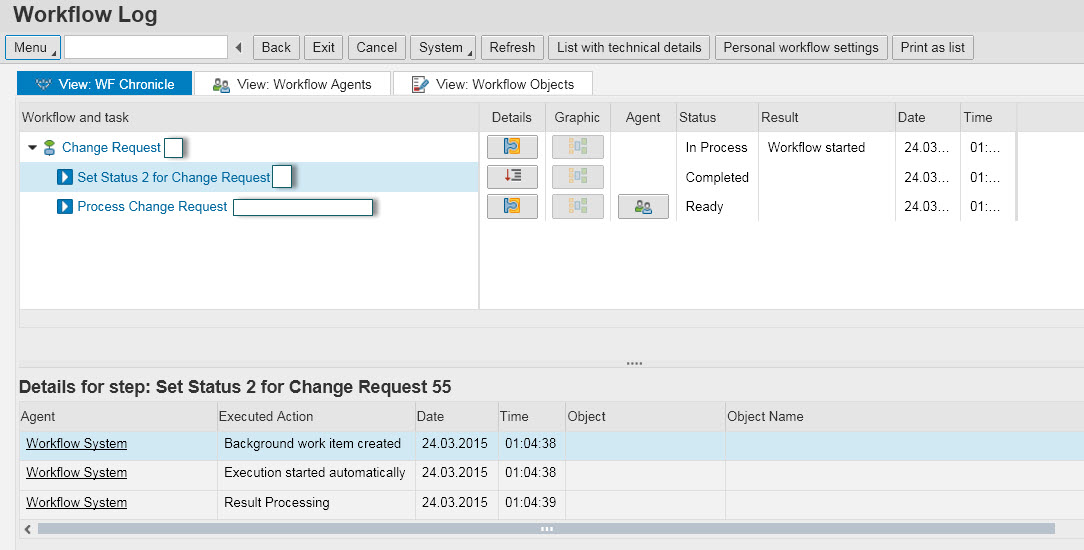 Workflow Log
Menu Back Exit Cancel System Refresh List with technical details Personal workflow settings Print as list
View: WF Chronicle View: Workflow Agents View: Workflow Objects
Workflow and task Details Graphic Agent Status Result Date Time
Change Request In Process Workflow started 24.03... 01:...
Set Status 2 for Change Request Completed 24.03... 01:...
Process Change Request Ready 24.03... 01:...
Details for step: Set Status 2 for Change Request 55
Agent Executed Action Date Time Object Object Name
Workflow System Background work item created 24.03.2015 01:04:38
Workflow System Execution started automatically 24.03.2015 01:04:38
Workflow System Result Processing 24.03.2015 01:04:39